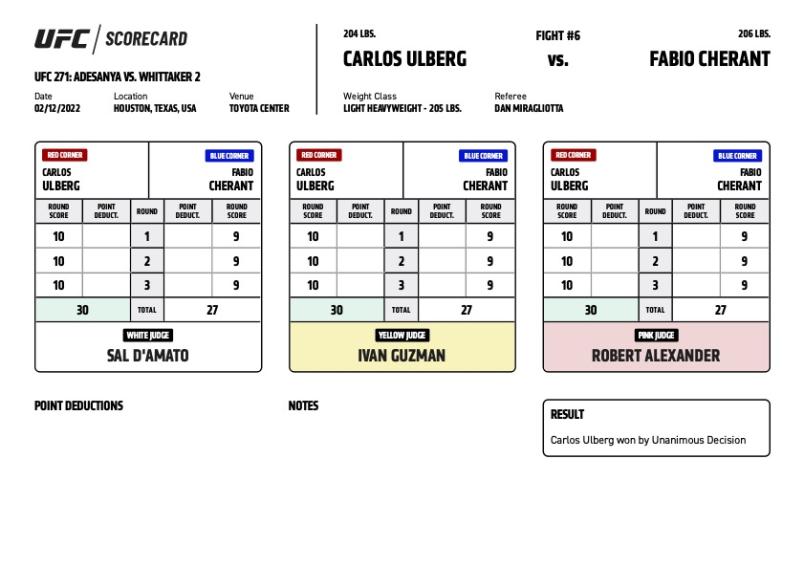 UFC / SCORECARD
UFC 271: ADESANYA VS. WHITTAKER 2
Date Location Venue
02/12/2022 HOUSTON, TEXAS, USA TOYOTA CENTER
204 LBS. FIGHT #6 206 LBS.
CARLOS ULBERG vs. FABIO CHERANT
Weight Class Referee
LIGHT HEAVYWEIGHT - 205 LBS. DAN MIRAGLIOTTA
RED CORNER BLUE CORNER
CARLOS FABIO
ULBERG CHERANT
ROUND POINT ROUND POINT ROUND
SCORE DEDUCT. DEDUCT. SCORE
10 1 9
10 2 9
10 3 9
30 TOTAL 27
WHITE JUDGE
SAL D'AMATO
RED CORNER BLUE CORNER
CARLOS FABIO
ULBERG CHERANT
ROUND POINT ROUND POINT ROUND
SCORE DEDUCT. DEDUCT. SCORE
10 1 9
10 2 9
10 3 9
30 TOTAL 27
YELLOW JUDGE
IVAN GUZMAN
RED CORNER BLUE CORNER
CARLOS FABIO
ULBERG CHERANT
ROUND POINT ROUND POINT ROUND
SCORE DEDUCT. DEDUCT. SCORE
10 1 9
10 2 9
10 3 9
30 TOTAL 27
PINK JUDGE
ROBERT ALEXANDER
POINT DEDUCTIONS
NOTES
RESULT
Carlos Ulberg won by Unanimous Decision